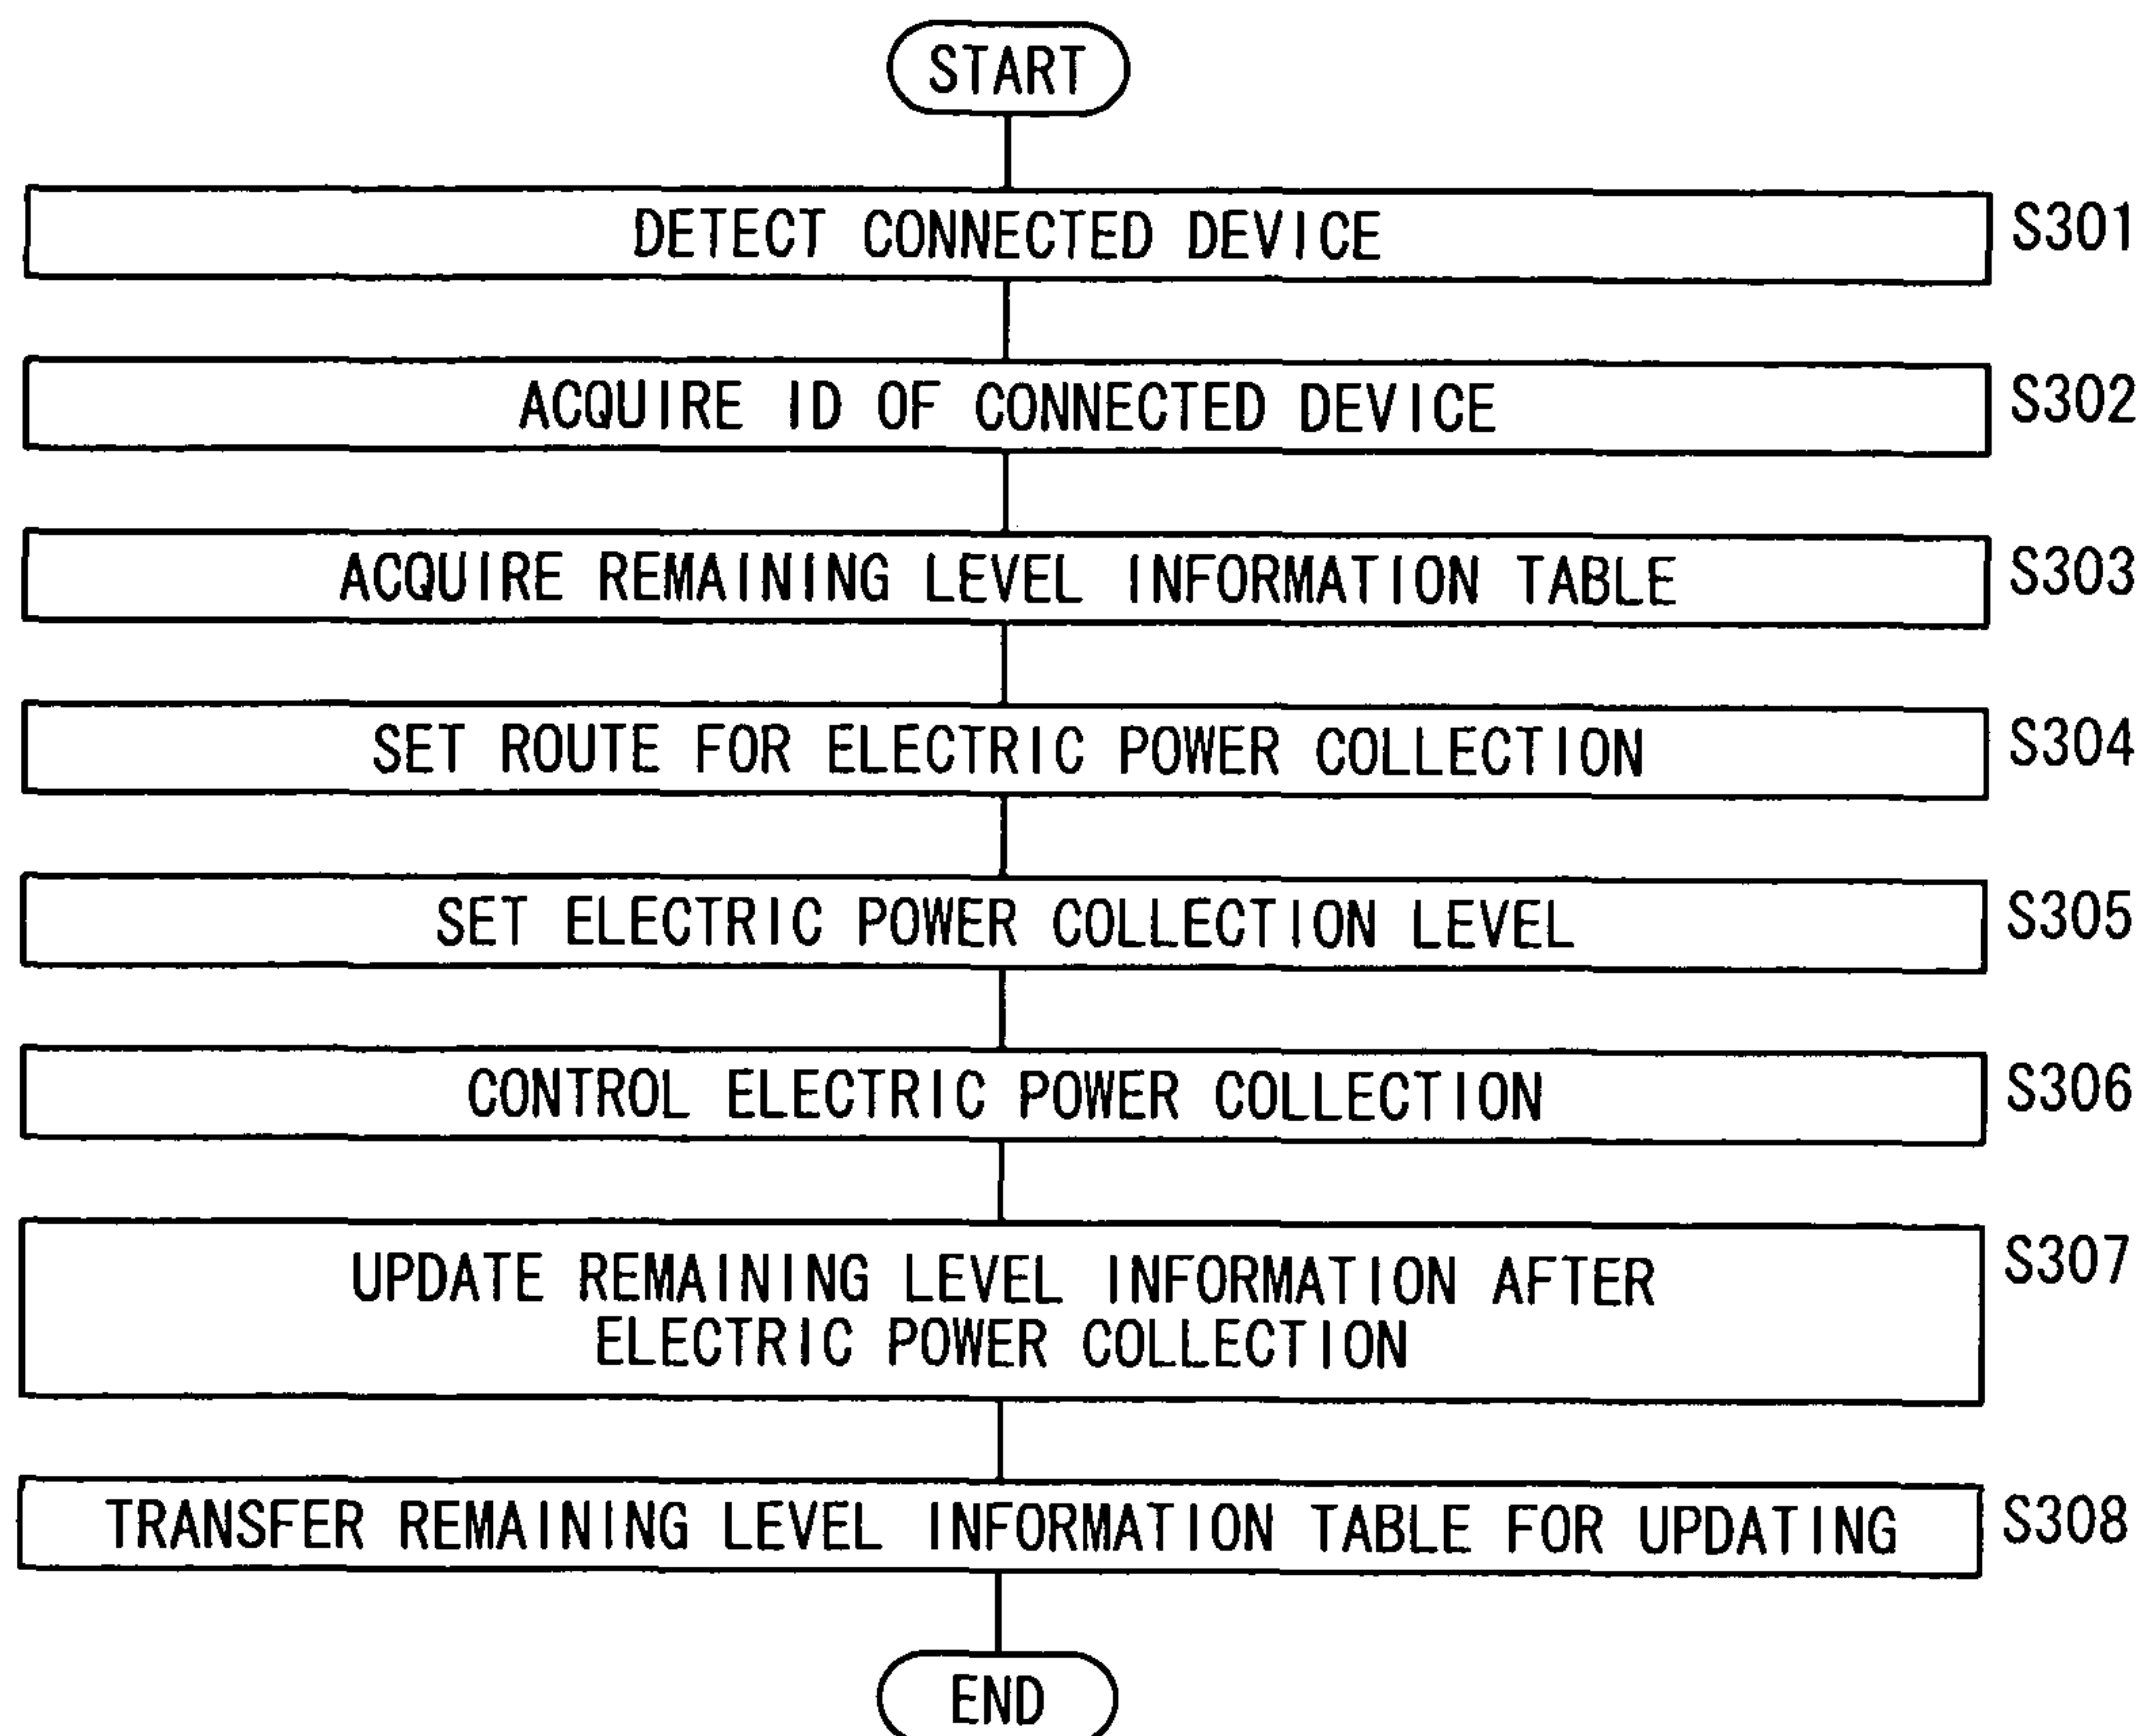 START
DETECT CONNECTED DEVICE S301
ACQUIRE ID OF CONNECTED DEVICE S302
ACQUIRE REMAINING LEVEL INFORMATION TABLE S303
SET ROUTE FOR ELECTRIC POWER COLLECTION S304
SET ELECTRIC POWER COLLECTION LEVEL S305
CONTROL ELECTRIC POWER COLLECTION S306
UPDATE REMAINING LEVEL INFORMATION AFTER S307
ELECTRIC POWER COLLECTION
TRANSFER REMAINING LEVEL INFORMATION TABLE FOR UPDATING S308
END